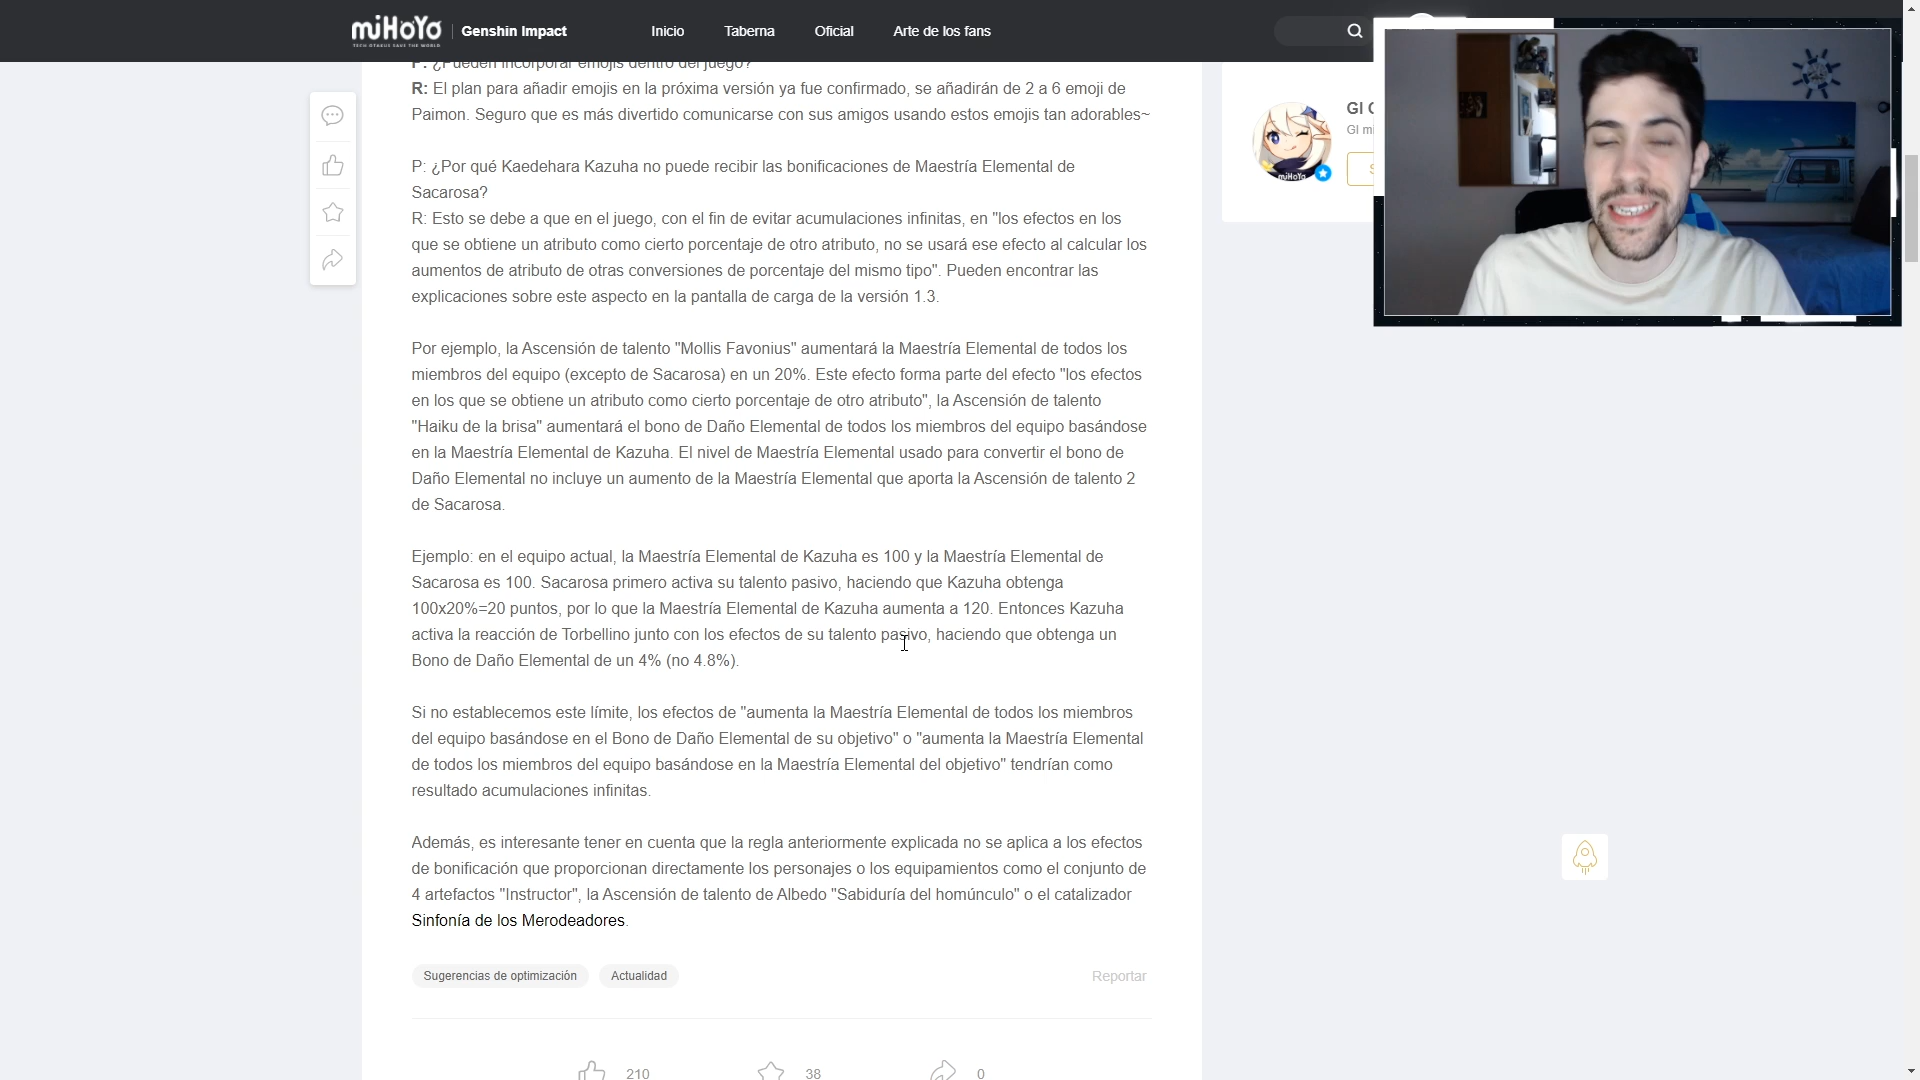 miHoYo
TECH OTAKUS SAVE THE WORLD
Genshin Impact
Inicio
Taberna
Oficial
Arte de los fans
P: ¿Pueden incorporar emojis dentro del juego?
R: El plan para añadir emojis en la próxima versión ya fue confirmado, se añadirán de 2 a 6 emoji de
Paimon. Seguro que es más divertido comunicarse con sus amigos usando estos emojis tan adorables~
P: ¿Por qué Kaedehara Kazuha no puede recibir las bonificaciones de Maestría Elemental de
Sacarosa?
R: Esto se debe a que en el juego, con el fin de evitar acumulaciones infinitas, en "los efectos en los
que se obtiene un atributo como cierto porcentaje de otro atributo, no se usará ese efecto al calcular los
aumentos de atributo de otras conversiones de porcentaje del mismo tipo". Pueden encontrar las
explicaciones sobre este aspecto en la pantalla de carga de la versión 1.3.
Por ejemplo, la Ascensión de talento "Mollis Favonius" aumentará la Maestría Elemental de todos los
miembros del equipo (excepto de Sacarosa) en un 20%. Este efecto forma parte del efecto "los efectos
en los que se obtiene un atributo como cierto porcentaje de otro atributo", la Ascensión de talento
"Haiku de la brisa" aumentará el bono de Daño Elemental de todos los miembros del equipo basándose
en la Maestría Elemental de Kazuha. El nivel de Maestría Elemental usado para convertir el bono de
Daño Elemental no incluye un aumento de la Maestría Elemental que aporta la Ascensión de talento 2
de Sacarosa.
Ejemplo: en el equipo actual, la Maestría Elemental de Kazuha es 100 y la Maestría Elemental de
Sacarosa es 100. Sacarosa primero activa su talento pasivo, haciendo que Kazuha obtenga
100x20%=20 puntos, por lo que la Maestría Elemental de Kazuha aumenta a 120. Entonces Kazuha
activa la reacción de Torbellino junto con los efectos de su talento pasivo, haciendo que obtenga un
Bono de Daño Elemental de un 4% (no 4.8%).
Si no establecemos este límite, los efectos de "aumenta la Maestría Elemental de todos los miembros
del equipo basándose en el Bono de Daño Elemental de su objetivo" o "aumenta la Maestría Elemental
de todos los miembros del equipo basándose en la Maestría Elemental del objetivo" tendrían como
resultado acumulaciones infinitas.
Además, es interesante tener en cuenta que la regla anteriormente explicada no se aplica a los efectos
de bonificación que proporcionan directamente los personajes o los equipamientos como el conjunto de
4 artefactos "Instructor", la Ascensión de talento de Albedo "Sabiduría del homúnculo" o el catalizador
Sinfonía de los Merodeadores.
Sugerencias de optimización
Actualidad
Reportar
210
38
0
GI
GI mi
miHoYo